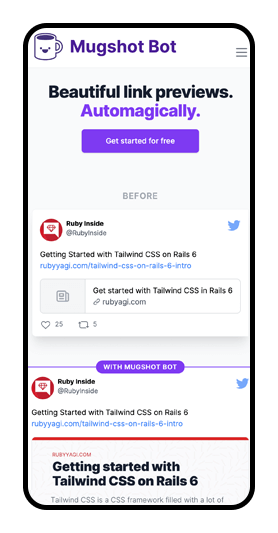 Mugshot Bot
Beautiful link previews.
Automagically.
Get started for free
BEFORE
Ruby Inside
@RubyInside
Getting Started with Tailwind CSS on Rails 6
rubyyagi.com/tailwind-css-on-rails-6-intro
Get started with Tailwind CSS in Rails 6
rubyagi.com
25 5
WITH MUGSHOT BOT
Ruby Inside
@RubyInside
Getting Started with Tailwind CSS on Rails 6
rubyyagi.com/tailwind-css-on-rails-6-intro
RUBYYAGI.COM
Getting started with
Tailwind CSS on Rails 6
Tailwind CSS is a CSS framework filled with a lot of